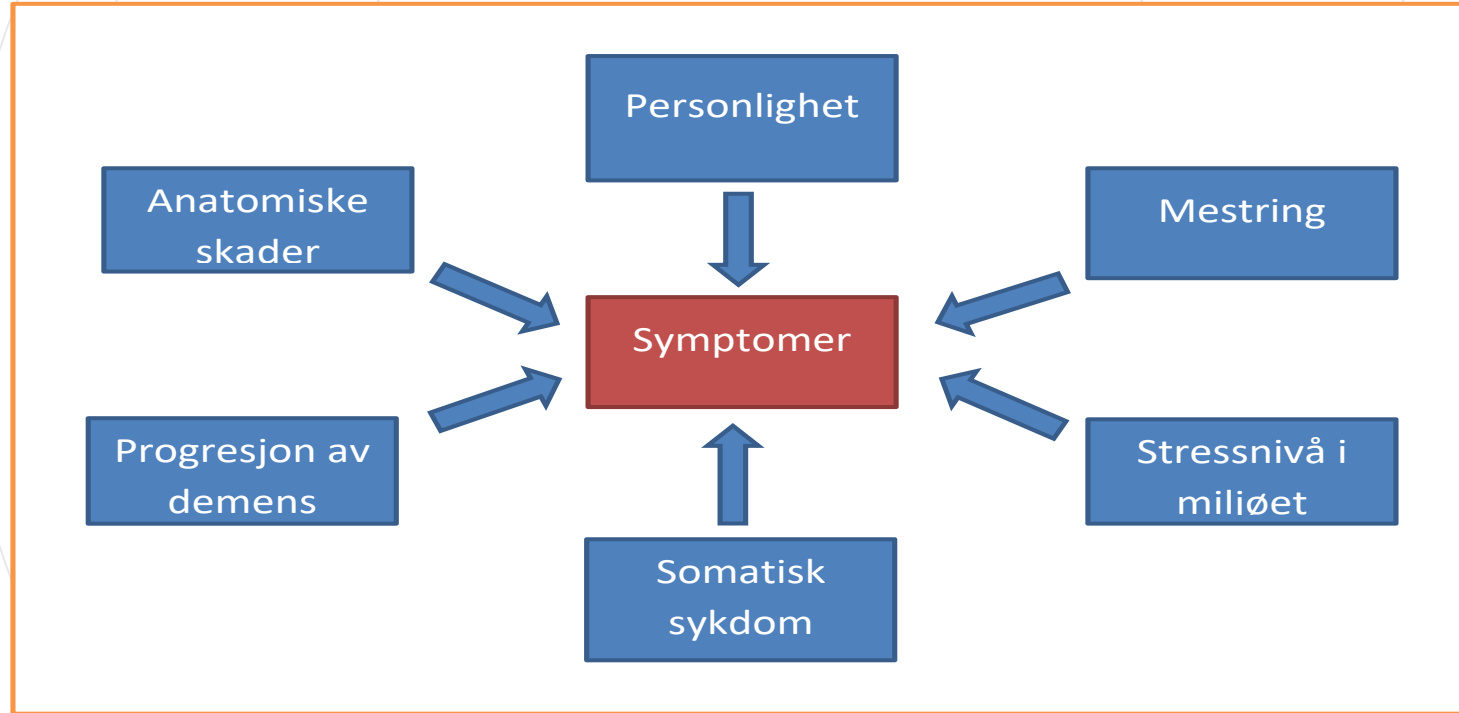 Personlighet
Anatomiske
skader
Mestring
Symptomer
Progresjon av
demens
Stressnivå i
miljøet
Somatisk
sykdom